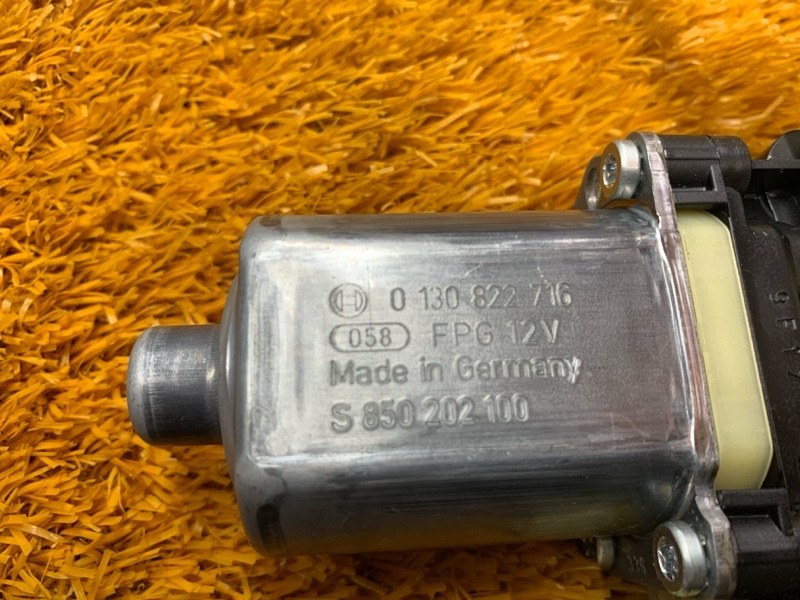 0 130 822 716
058 FPG 12V
Made in Germany
S 850 202 100